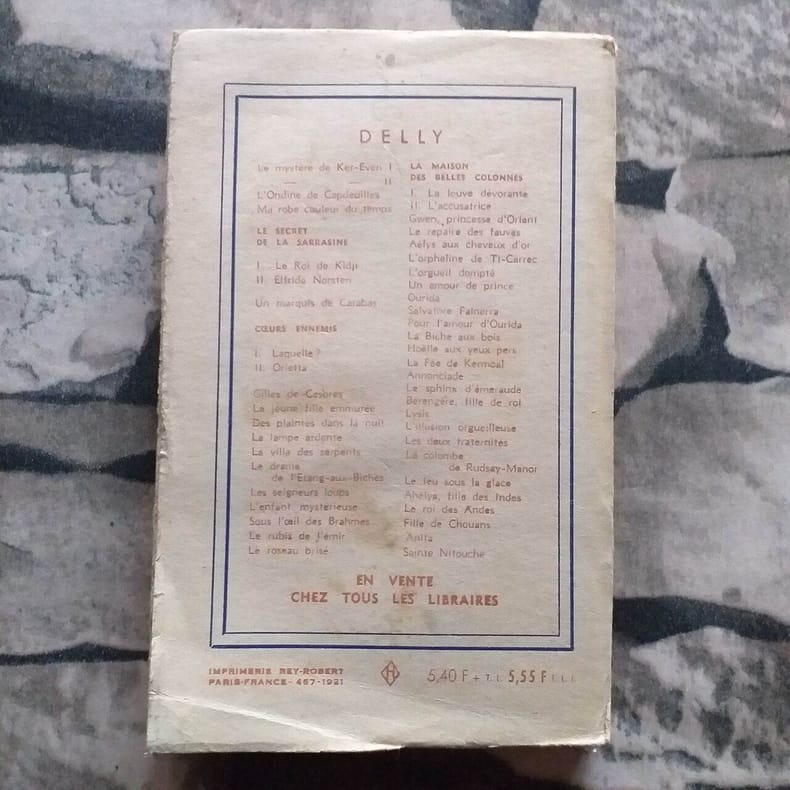 DELLY
Le mystère de Ker-Even I
— — II
L'Ondine de Capdeuilles
Ma robe couleur du temps
LE SECRET
DE LA SARRASINE
I. Le Roi de Kidji
II. Elfrida Norsten
Un marquis de Carabas
CŒURS ENNEMIS
I. Laquelle ?
II. Orietta
Gilles de Cesbres
La jeune fille emmurée
Des plaintes dans la nuit
La lampe ardente
La villa des serpents
Le drame
de l'Etang-aux-Biches
Les seigneurs loups
L'enfant mystérieuse
Sous l'œil des Brahmes
Le rubis de l'émir
Le roseau brisé
LA MAISON
DES BELLES COLONNES
I. La louve dévorante
II. L'accusatrice
Gwen, princesse d'Orient
Le repaire des fauves
Aélys aux cheveux d'or
L'orpheline de Ti-Carrec
L'orgueil dompté
Un amour de prince
Ourida
Salvatore Falnerra
Pour l'amour d'Ourida
La Biche aux bois
Hoëlle aux yeux pers
La Fée de Kermoal
Annonciade
Le sphinx d'émeraude
Bérengère, fille de roi
Lysis
L'illusion orgueilleuse
Les deux fraternités
La colombe
de Rudsay-Manor
Le feu sous la glace
Ahélya, fille des Indes
Le roi des Andes
Fille de Chouans
Anita
Sainte Nitouche
EN VENTE
CHEZ TOUS LES LIBRAIRES
IMPRIMERIE REY-ROBERT
PARIS-FRANCE - 467-1921
5,40 F + T. L. 5,55 F T. L. I.